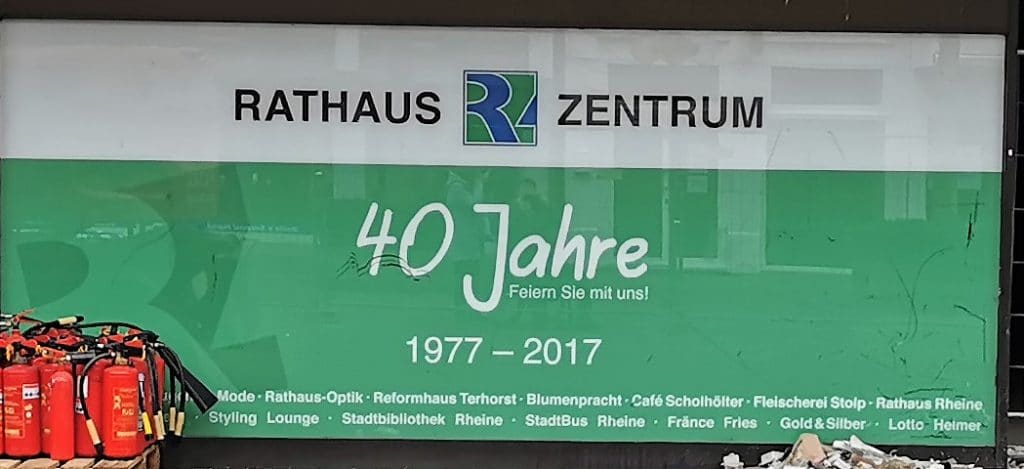 RATHAUS RZ ZENTRUM
40 Jahre
Feiern Sie mit uns!
1977 – 2017
Mode · Rathaus-Optik · Reformhaus Terhorst · Blumenpracht · Café Scholhölter · Fleischerei Stolp · Rathaus Rheine
Styling Lounge · Stadtbibliothek Rheine · StadtBus Rheine · Fränce Fries · Gold & Silber · Lotto Heimer